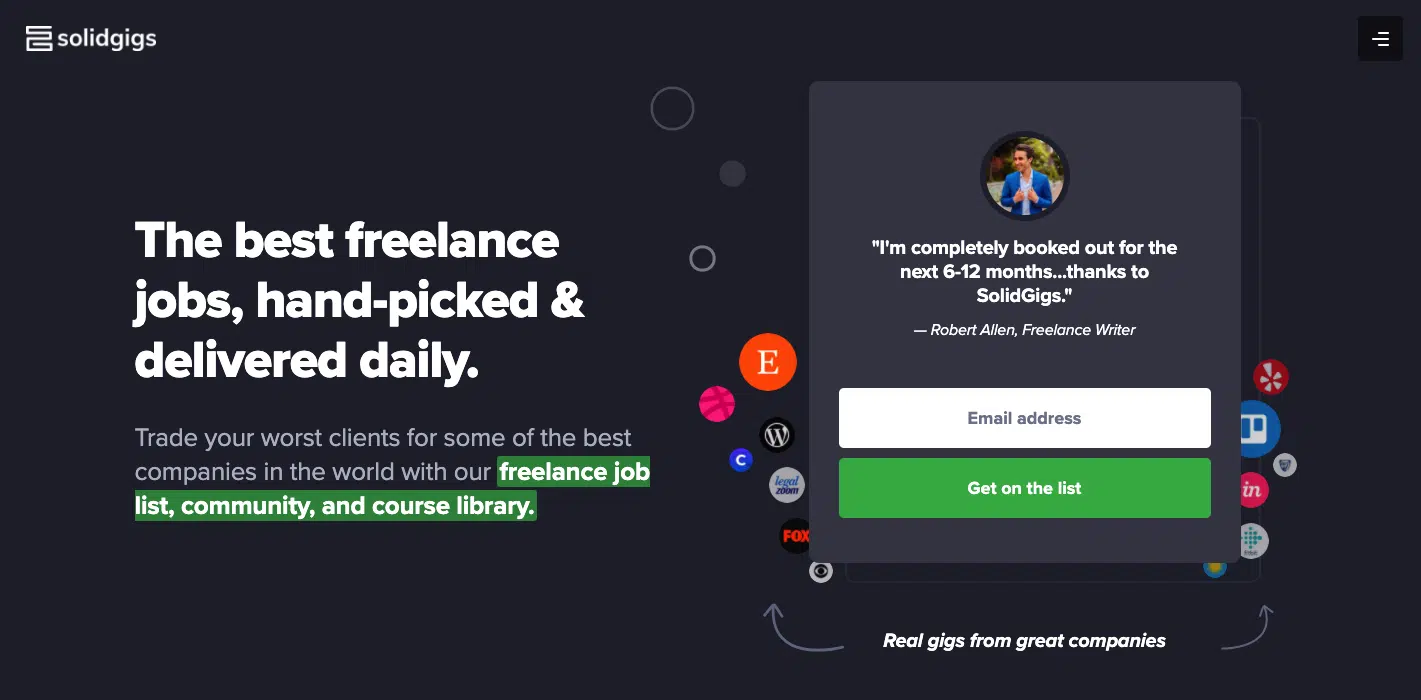 solidgigs
The best freelance
jobs, hand-picked &
delivered daily.
Trade your worst clients for some of the best
companies in the world with our freelance job
list, community, and course library.
"I'm completely booked out for the
next 6-12 months...thanks to
SolidGigs."
— Robert Allen, Freelance Writer
Email address
Get on the list
E
W
C
legal
zoom
FOX
in
Real gigs from great companies